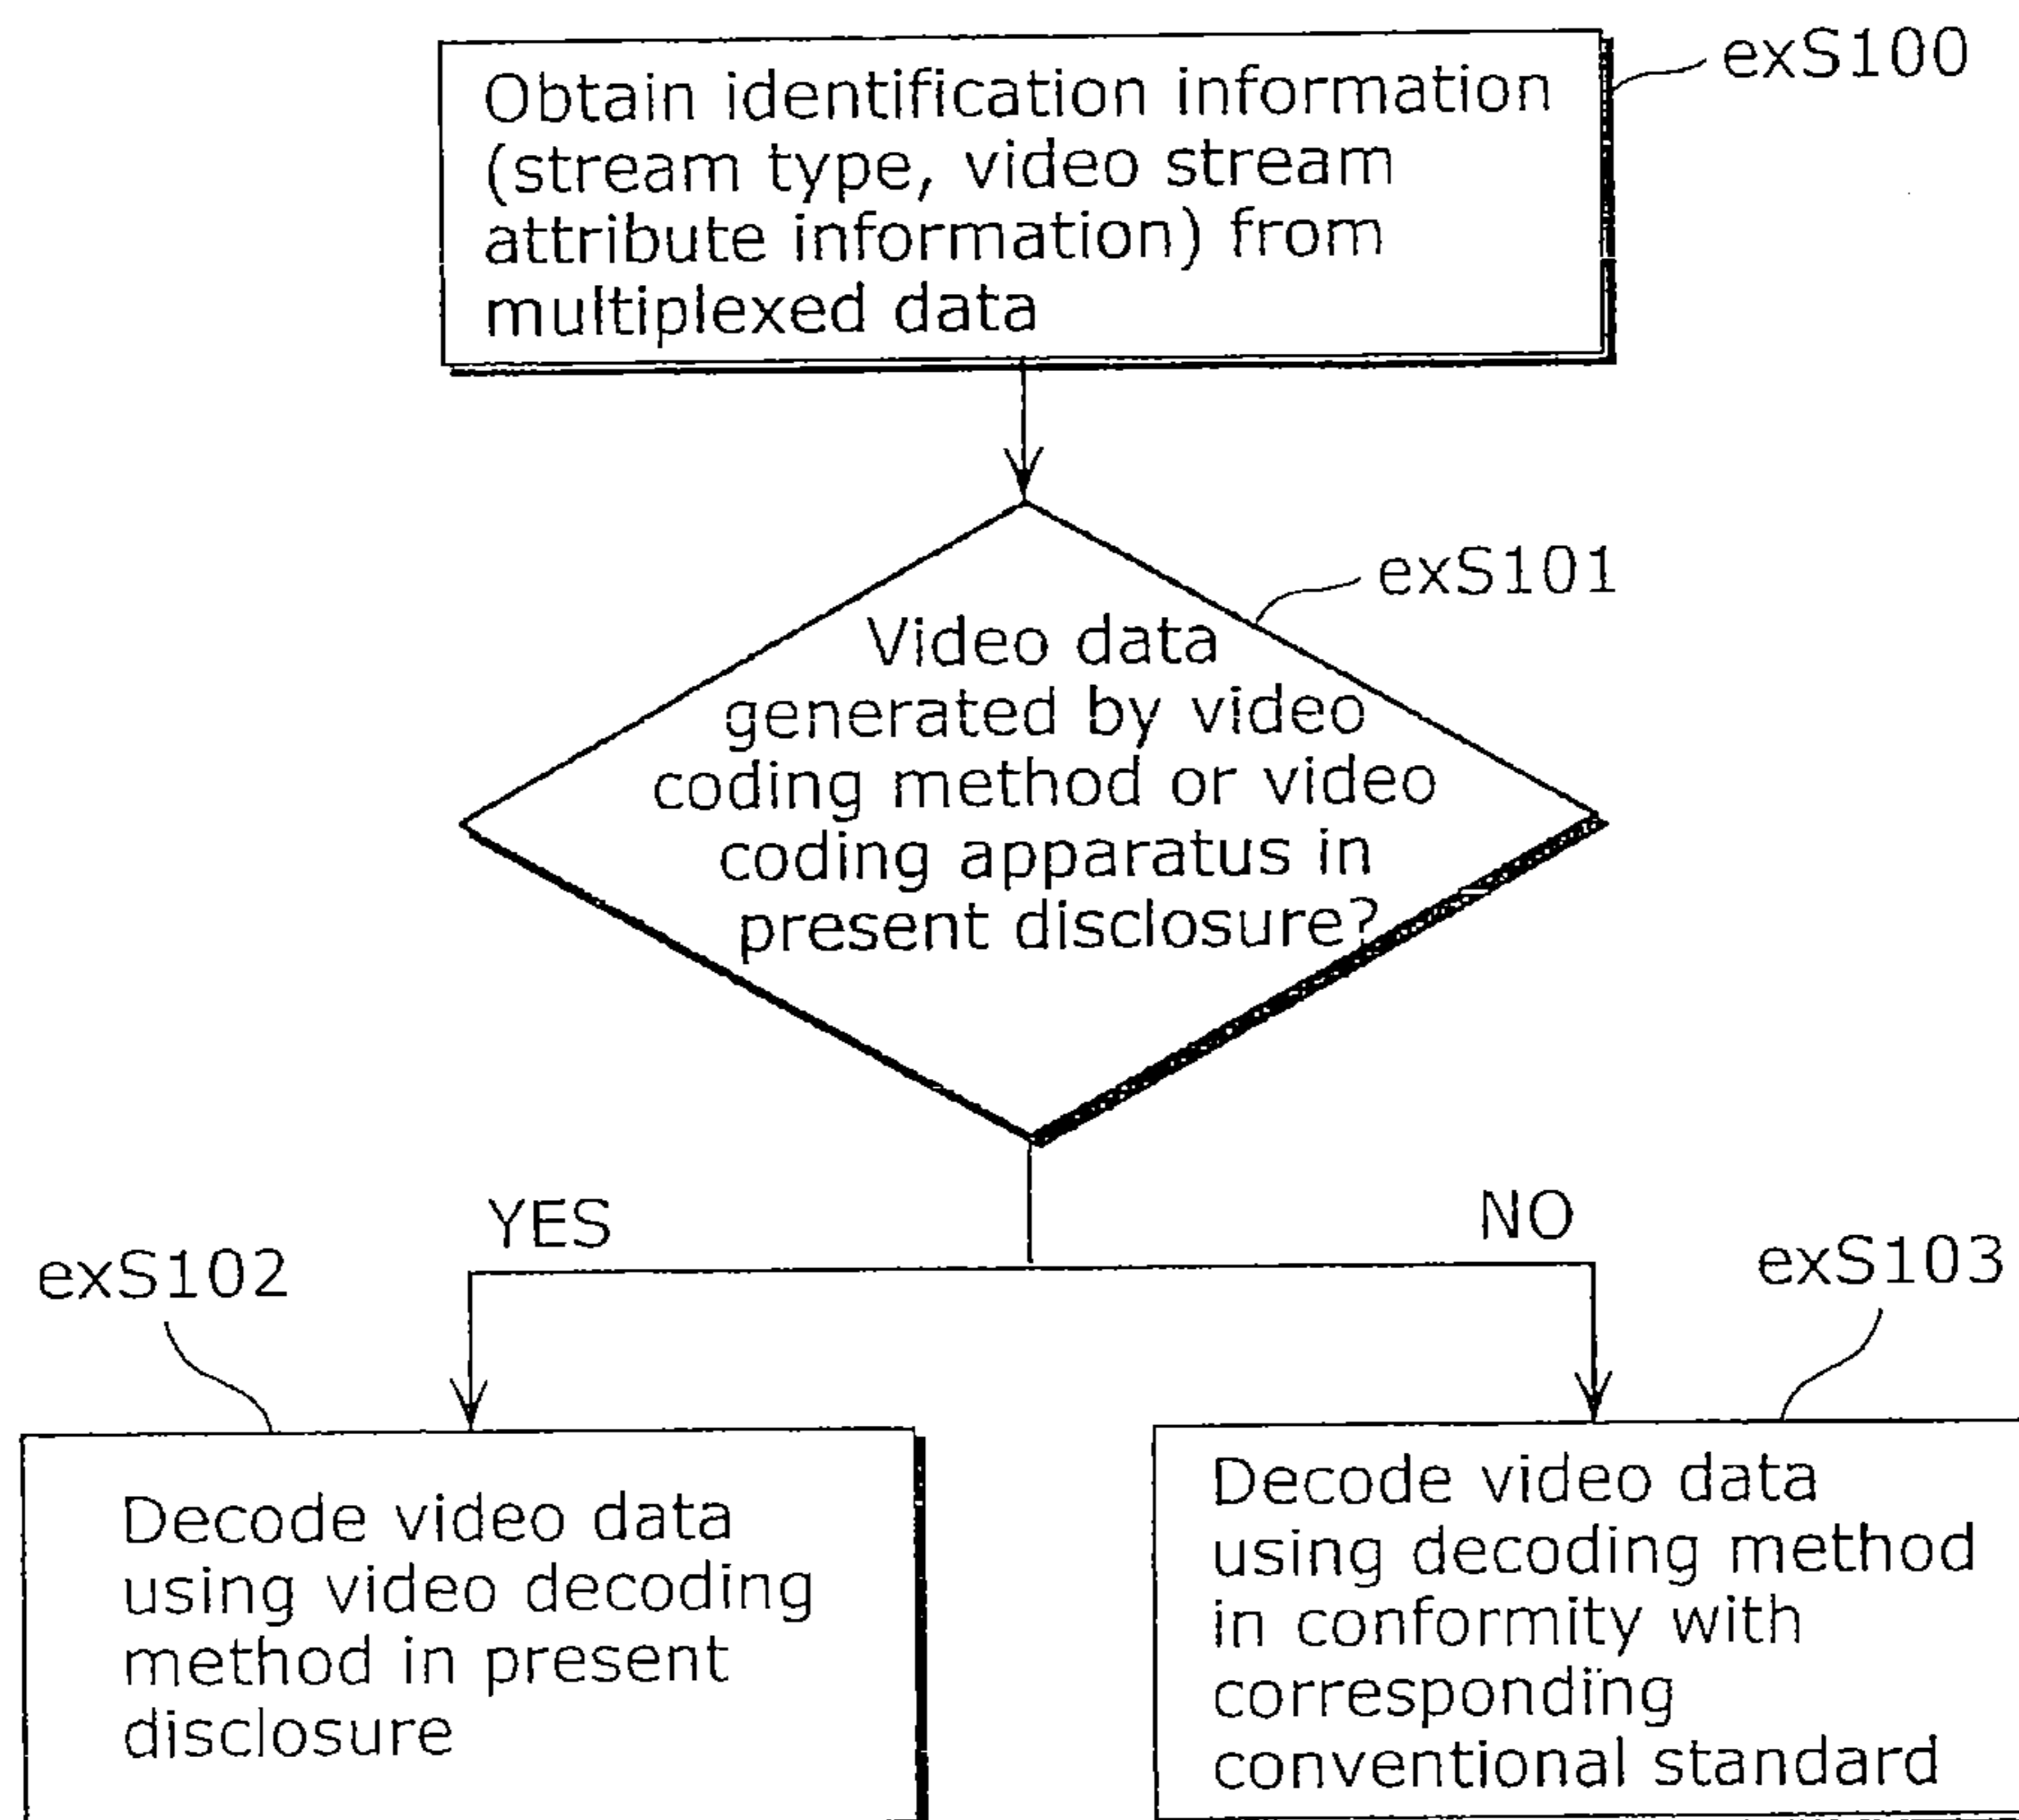 exS100
Obtain identification information
(stream type, video stream
attribute information) from
multiplexed data
exS101
Video data
generated by video
coding method or video
coding apparatus in
present disclosure?
YES
NO
exS102
exS103
Decode video data
using video decoding
method in present
disclosure
Decode video data
using decoding method
in conformity with
corresponding
conventional standard